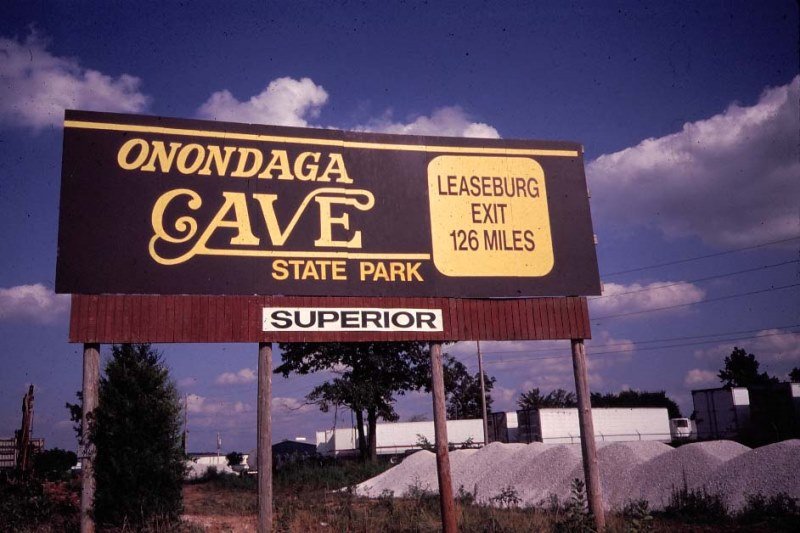 ONONDAGA
CAVE
STATE PARK
LEASEBURG
EXIT
126 MILES
SUPERIOR